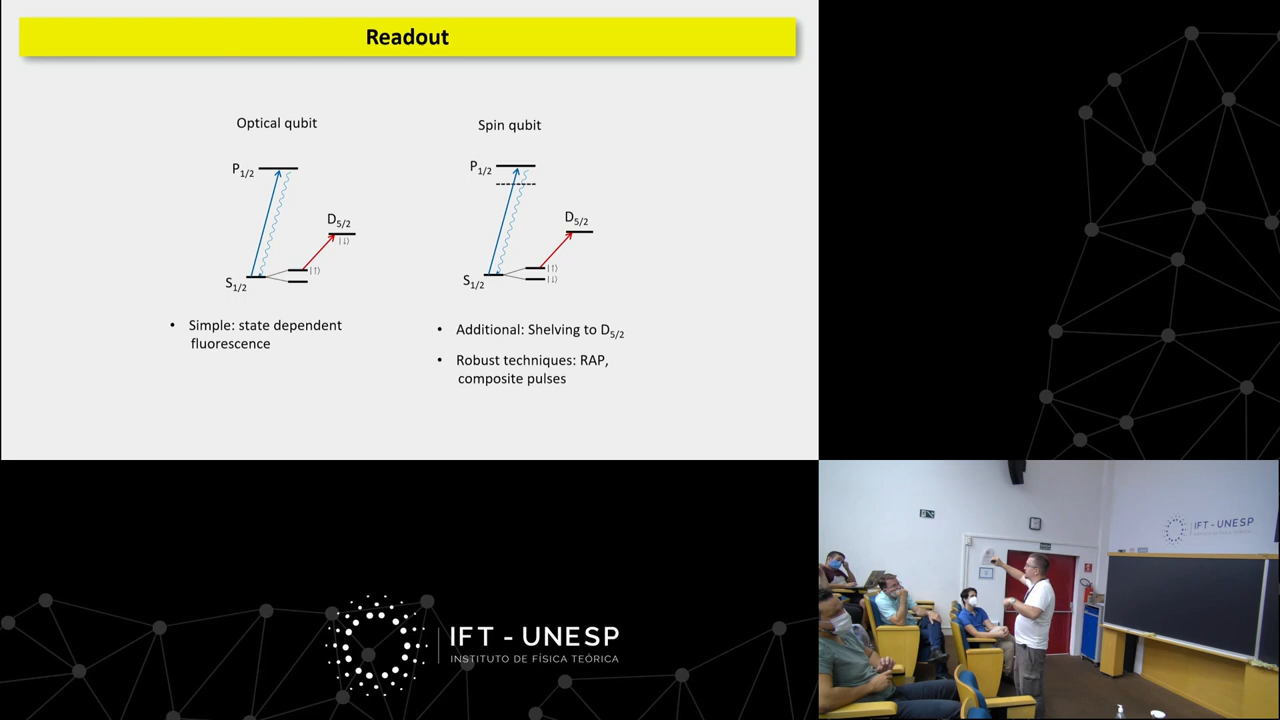 Readout
Optical qubit
P1/2
D5/2
|↓⟩
|↑⟩
S1/2
• Simple: state dependent
fluorescence
Spin qubit
P1/2
D5/2
|↑⟩
|↓⟩
S1/2
• Additional: Shelving to D5/2
• Robust techniques: RAP,
composite pulses
IFT - UNESP
INSTITUTO DE FÍSICA TEÓRICA
IFT - UNESP